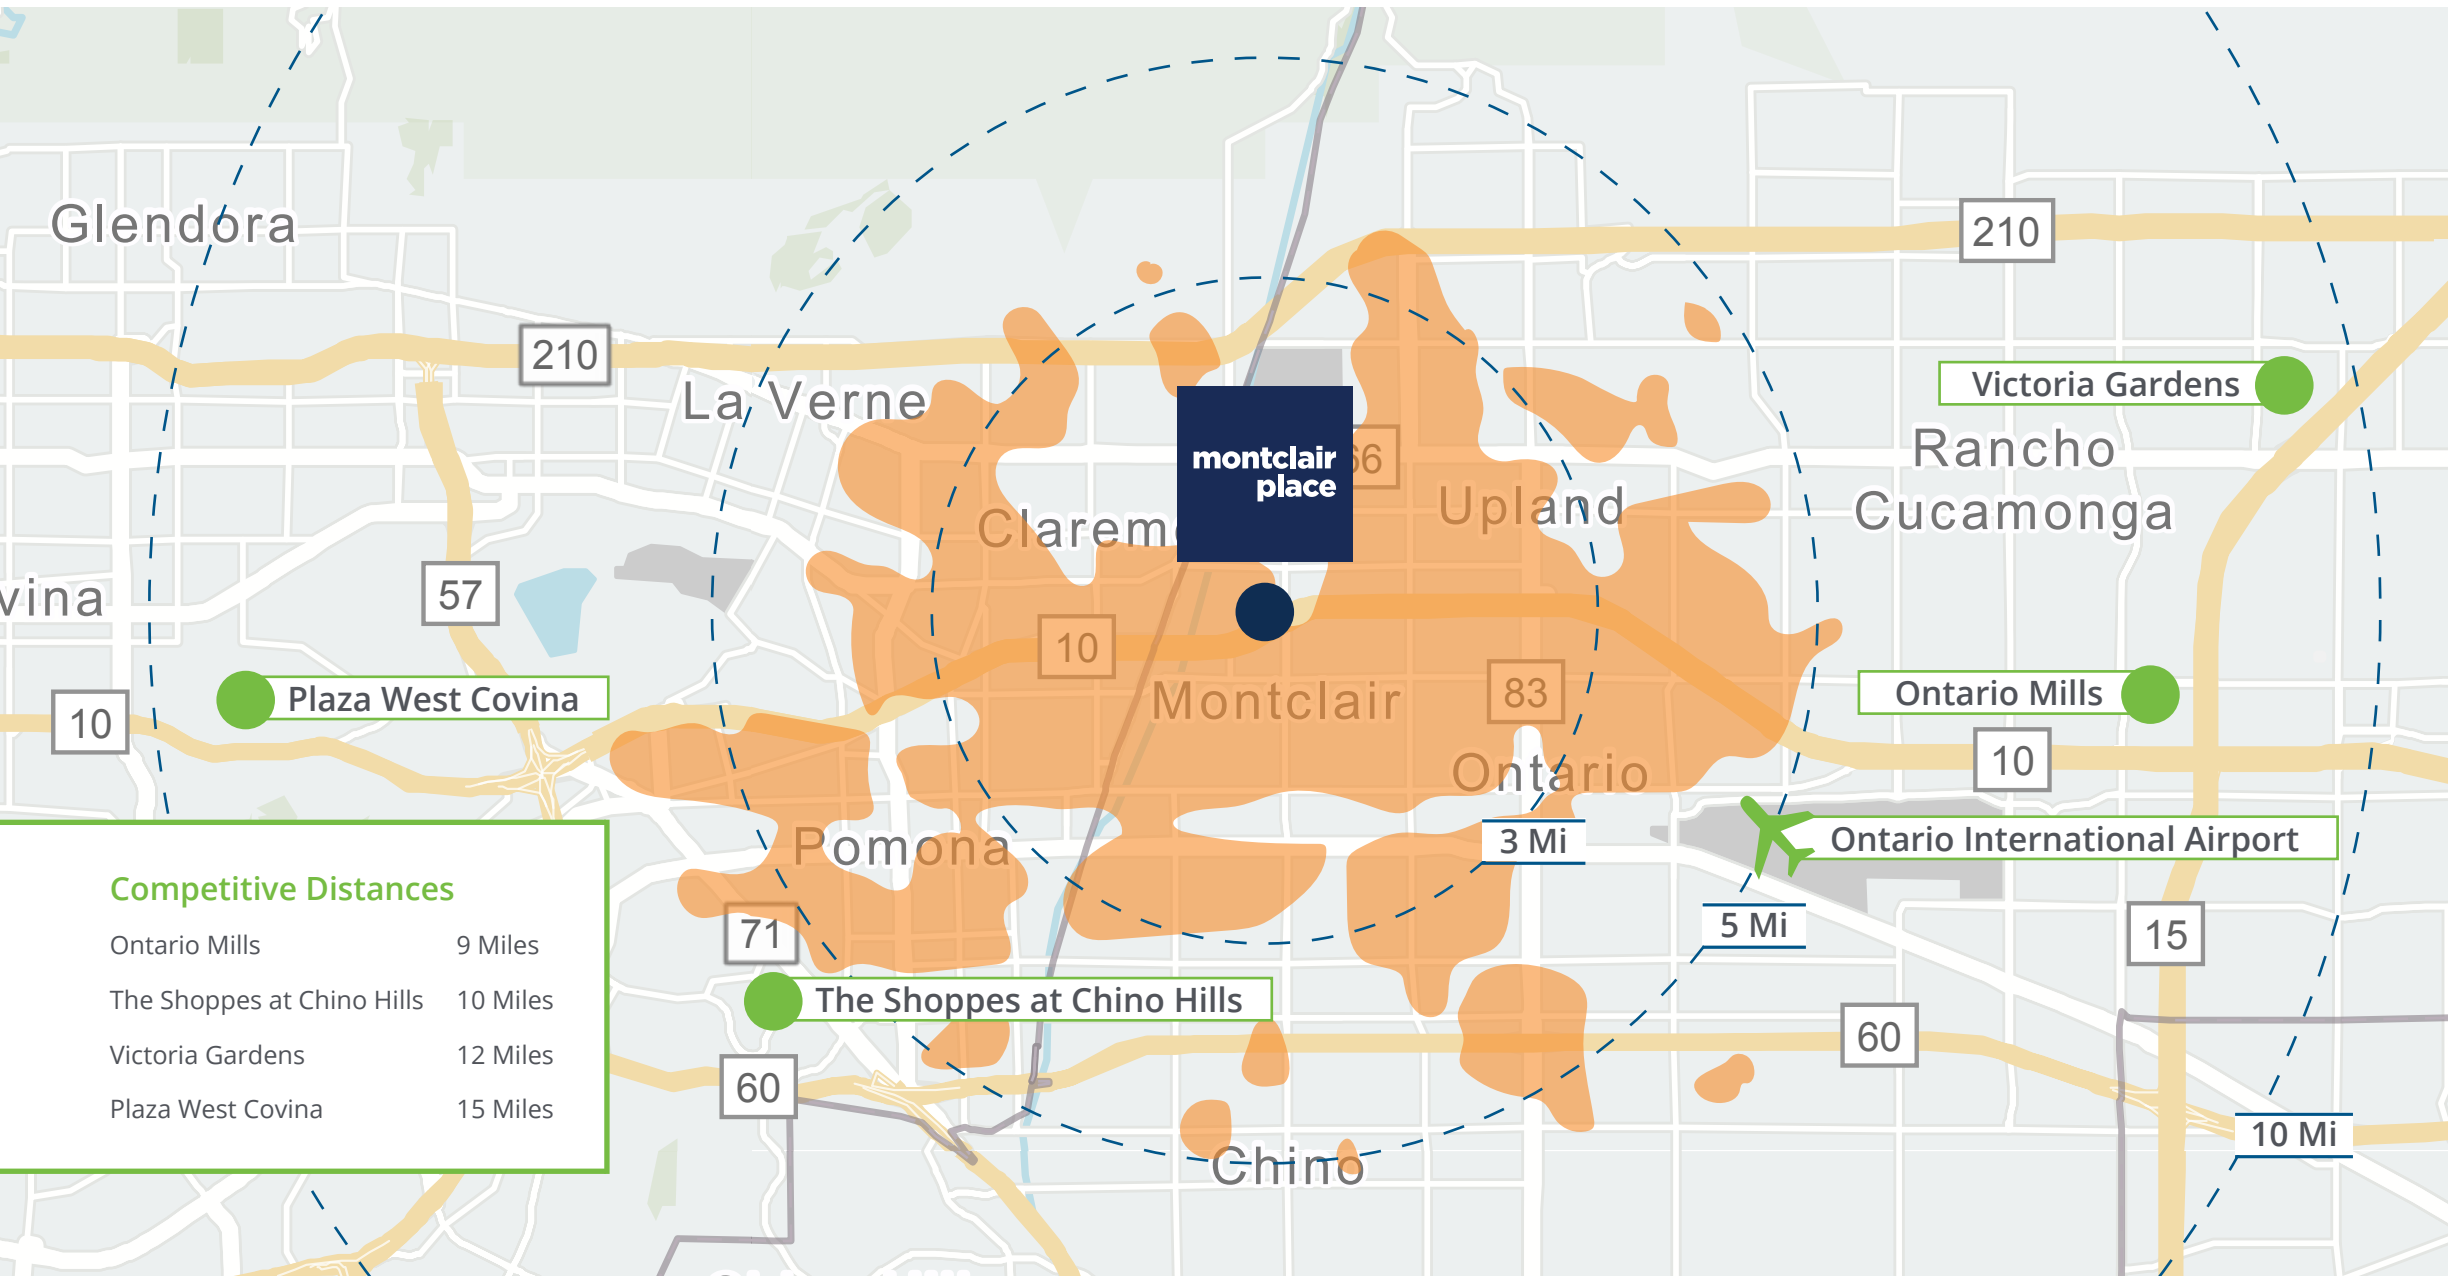 Glendora
210
210
La Verne
Victoria Gardens
Rancho
Cucamonga
montclair
place
66
Upland
Clarem
57
vina
10
Montclair
83
Plaza West Covina
10
Ontario Mills
10
Ontario
Pomona
3 Mi
Ontario International Airport
5 Mi
71
15
The Shoppes at Chino Hills
60
60
10 Mi
Chino
Competitive Distances
Ontario Mills 9 Miles
The Shoppes at Chino Hills 10 Miles
Victoria Gardens 12 Miles
Plaza West Covina 15 Miles